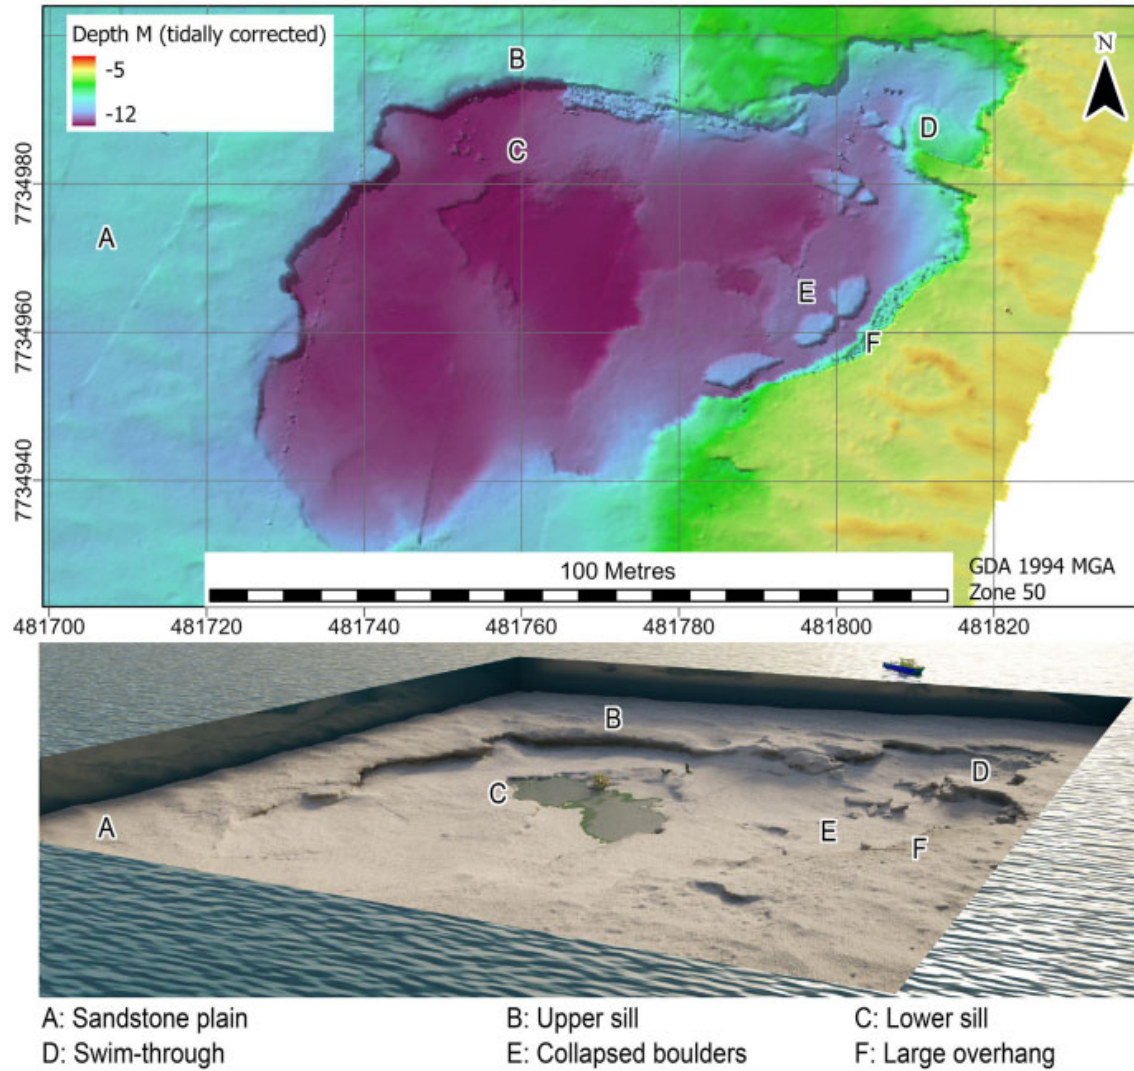 Depth M (tidally corrected)
-5
-12
N
B
D
C
A
E
F
7734980
7734960
7734940
100 Metres
GDA 1994 MGA
Zone 50
481700 481720 481740 481760 481780 481800 481820
B
D
C
A
E
F
A: Sandstone plain B: Upper sill C: Lower sill
D: Swim-through E: Collapsed boulders F: Large overhang